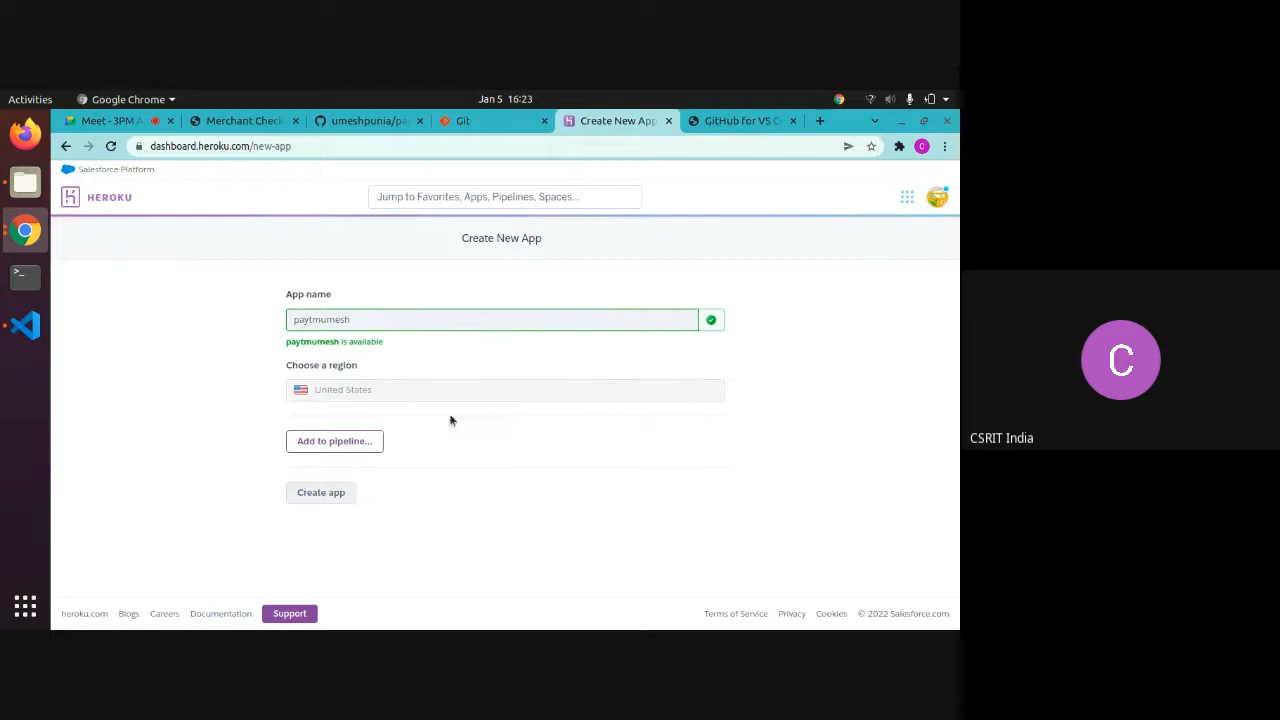 Activities
Google Chrome
Jan 5 16:23
Meet - 3PM A
Merchant Check
umeshpunia/pa
Git
Create New App
GitHub for VS C
dashboard.heroku.com/new-app
C
Salesforce Platform
HEROKU
Jump to Favorites, Apps, Pipelines, Spaces...
Create New App
App name
paytmumesh
paytmumesh is available
Choose a region
United States
Add to pipeline...
Create app
heroku.com
Blogs
Careers
Documentation
Support
Terms of Service
Privacy
Cookies
© 2022 Salesforce.com
C
CSRIT India